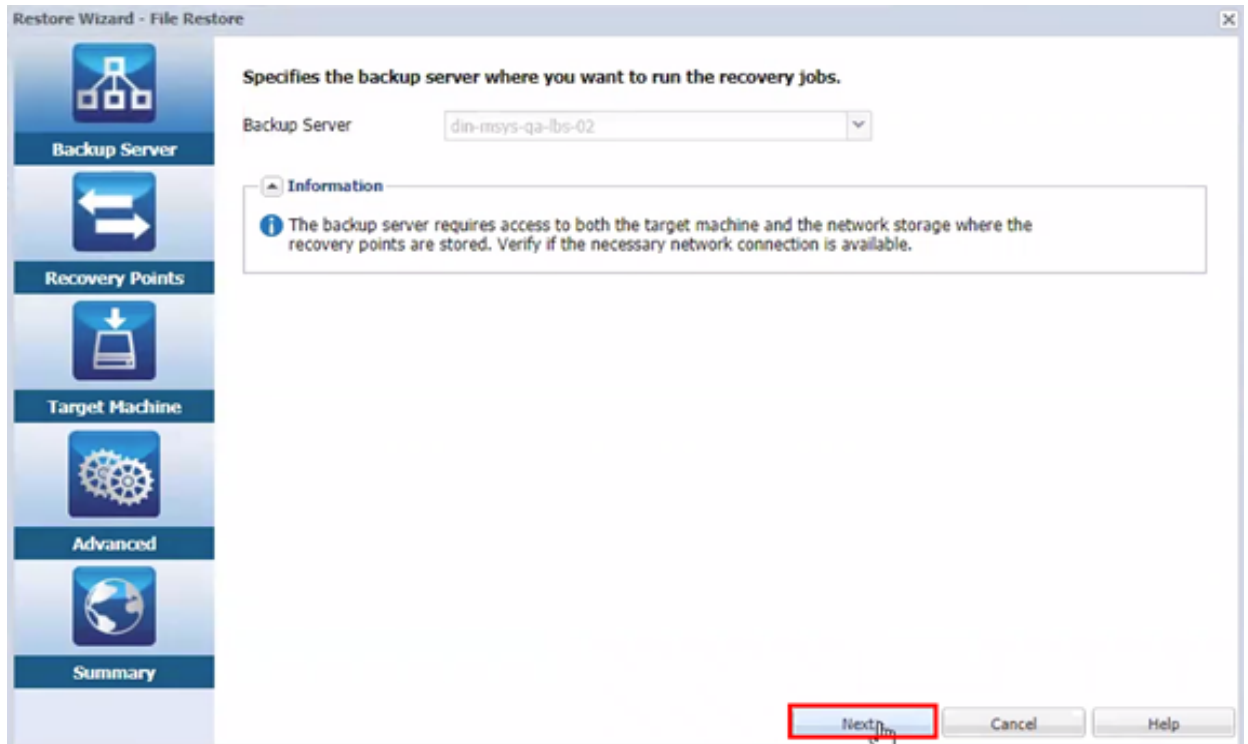 Restore Wizard - File Restore
Backup Server
Recovery Points
Target Machine
Advanced
Summary
Specifies the backup server where you want to run the recovery jobs.
Backup Server din-msys-qa-lbs-02
Information
The backup server requires access to both the target machine and the network storage where the
recovery points are stored. Verify if the necessary network connection is available.
Next Cancel Help